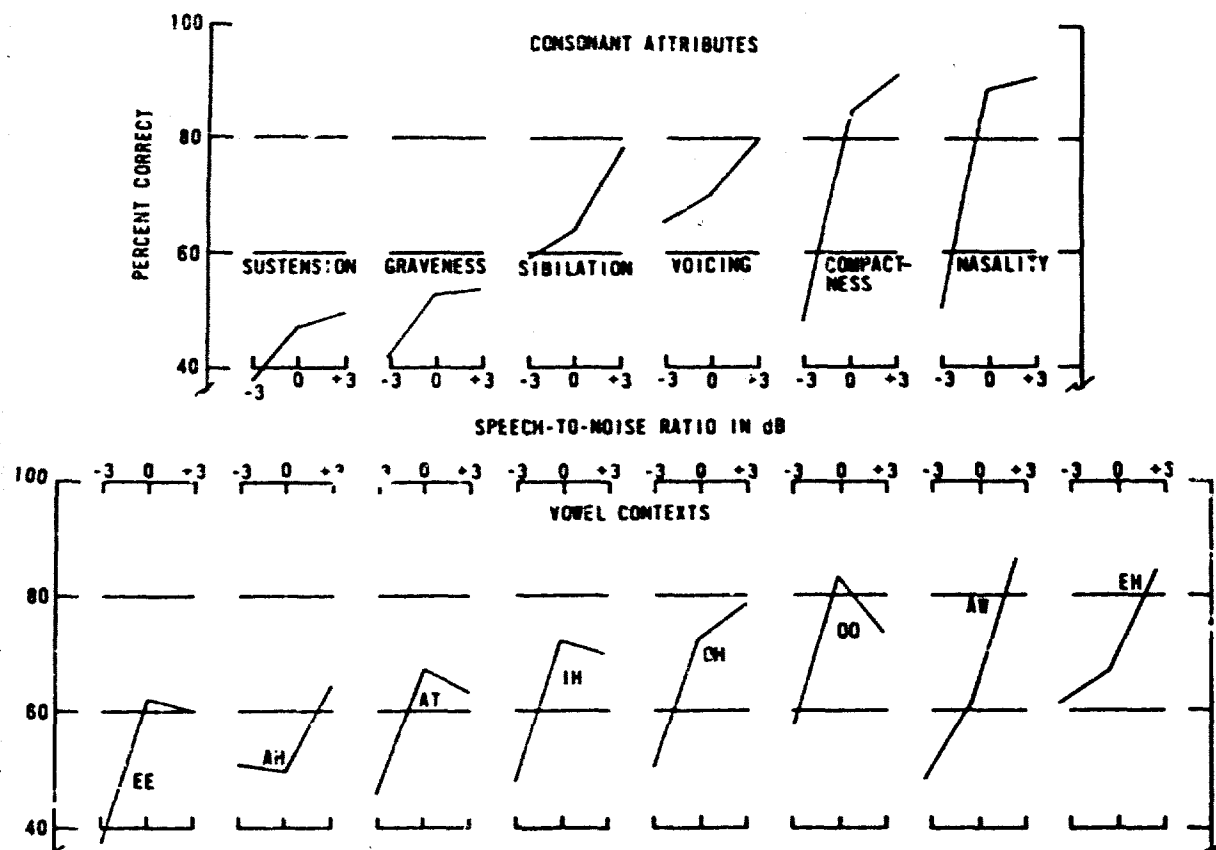 100
CONSONANT ATTRIBUTES
PERCENT CORRECT
80
60
SUSTENSION GRAVENESS SIBILATION VOICING COMPACT-NESS NASALITY
40
-3 0 +3 -3 0 +3 -3 0 +3 -3 0 +3 -3 0 +3 -3 0 +3
SPEECH-TO-NOISE RATIO IN dB
100 -3 0 +3 -3 0 -3 0 +3 -3 0 +3 -3 0 +3 -3 0 +3 -3 0 +3
VOWEL CONTEXTS
80
EH
AW
OO
OH
IH
60
AT
AH
EE
40